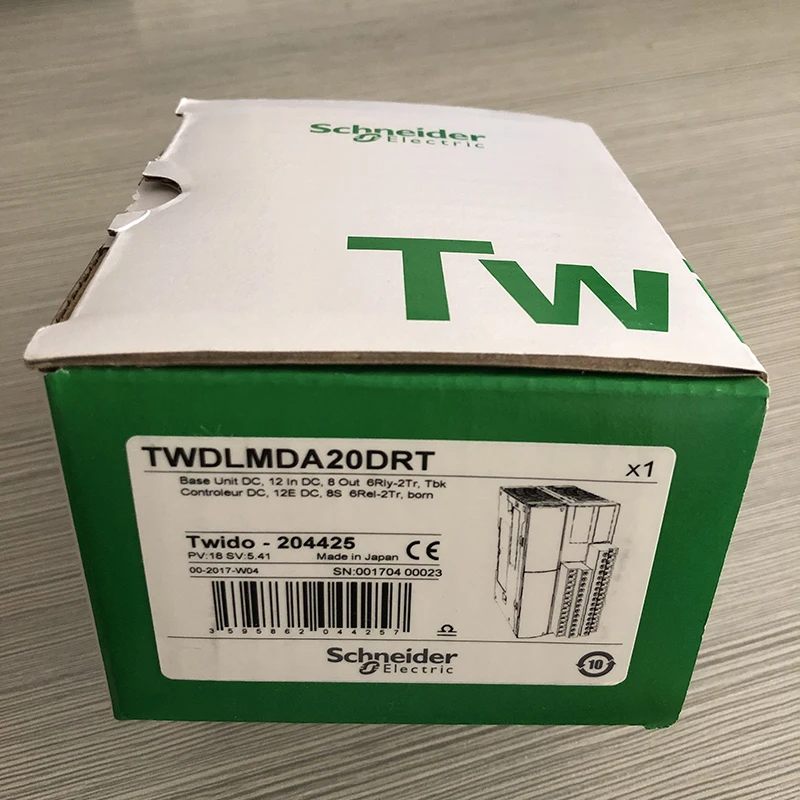 Schneider
Electric
Tw
TWDLMDA20DRT
x1
Base Unit DC, 12 In DC, 8 Out 6Rly-2Tr, Tbk
Controleur DC, 12E DC, 8S 6Rel-2Tr, born
Twido - 204425
PV:18 SV:5.41 Made in Japan CE
00-2017-W04 SN:001704 00023
3 595862 044257
Schneider
Electric
10